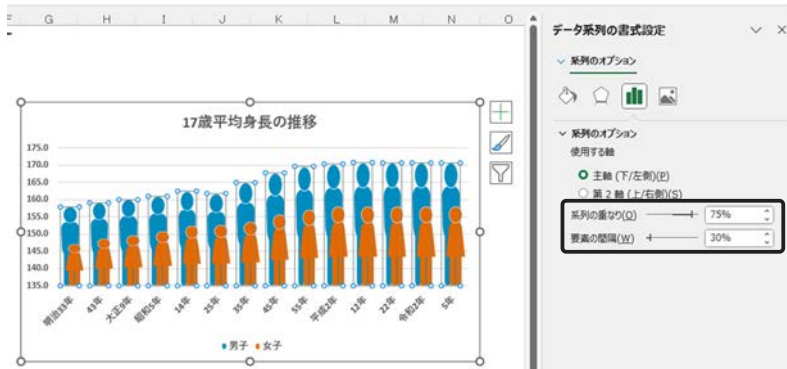 G H I J K L M N O
データ系列の書式設定
系列のオプション
系列のオプション
使用する軸
主軸 (下/左側)(P)
第 2 軸 (上/右側)(S)
系列の重なり(O) 75%
要素の間隔(W) 30%
17歳平均身長の推移
175.0
170.0
165.0
160.0
155.0
150.0
145.0
140.0
135.0
明治33年 43年 大正9年 昭和5年 14年 25年 35年 45年 55年 平成2年 12年 22年 令和2年 5年
男子 女子